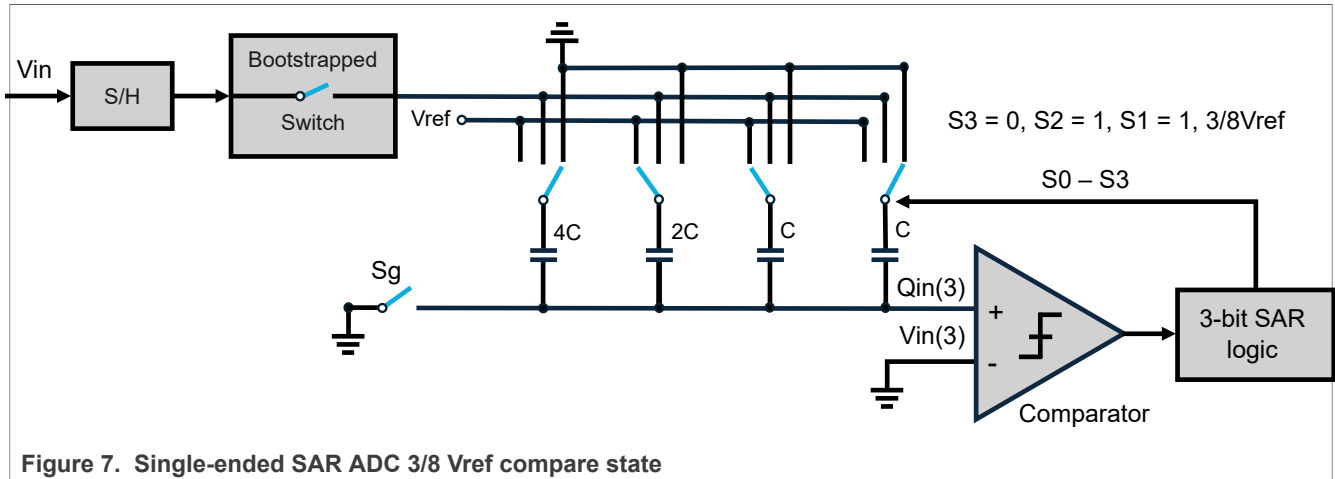 Vin
S/H
Bootstrapped
Switch
Vref
S3 = 0, S2 = 1, S1 = 1, 3/8Vref
S0 – S3
4C
2C
C
C
Sg
Qin(3)
Vin(3)
+
-
Comparator
3-bit SAR
logic
Figure 7. Single-ended SAR ADC 3/8 Vref compare state